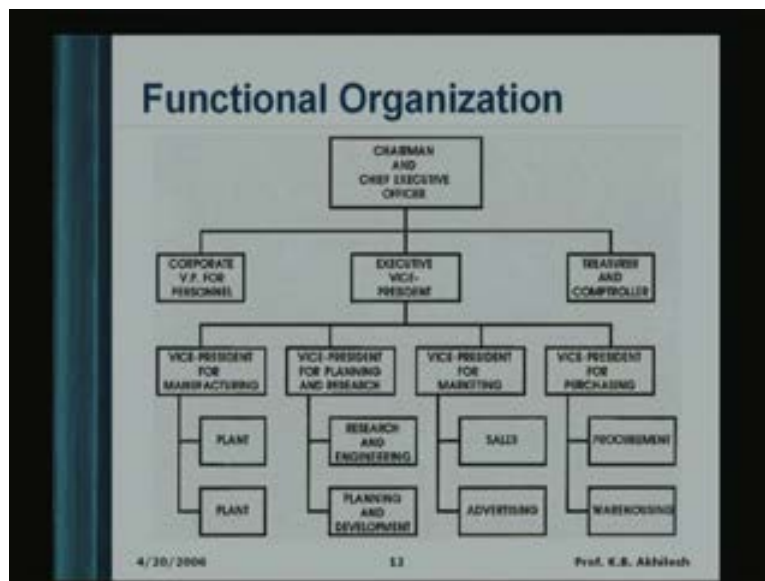 Functional Organization
CHAIRMAN
AND
CHIEF EXECUTIVE
OFFICER
CORPORATE
V.P. FOR
PERSONNEL
EXECUTIVE
VICE-
PRESIDENT
TREASURER
AND
COMPTROLLER
VICE-PRESIDENT
FOR
MANUFACTURING
VICE-PRESIDENT
FOR PLANNING
AND RESEARCH
VICE-PRESIDENT
FOR
MARKETING
VICE-PRESIDENT
FOR
PURCHASING
PLANT
RESEARCH
AND
ENGINEERING
SALES
PROCUREMENT
PLANT
PLANNING
AND
DEVELOPMENT
ADVERTISING
WAREHOUSING
4/20/2006
Prof. K.B. Akhilesh